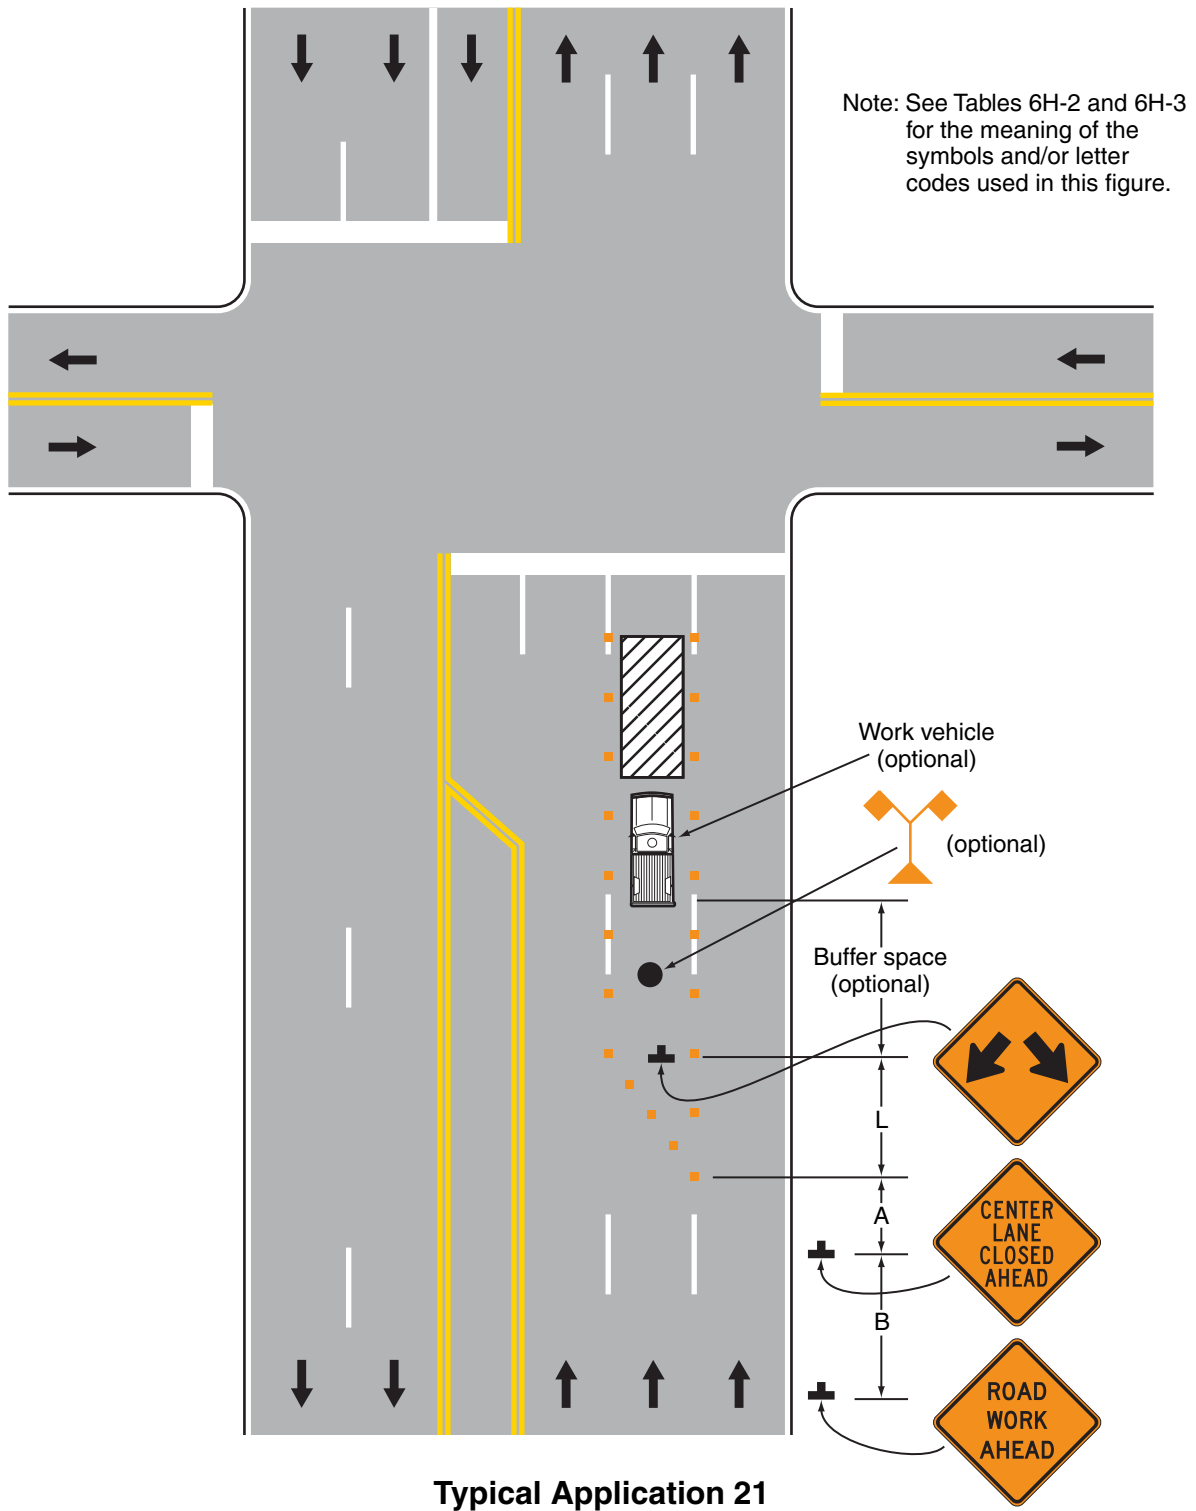 Note: See Tables 6H-2 and 6H-3
for the meaning of the
symbols and/or letter
codes used in this figure.
Work vehicle
(optional)
(optional)
Buffer space
(optional)
L
A
CENTER
LANE
CLOSED
AHEAD
B
ROAD
WORK
AHEAD
Typical Application 21